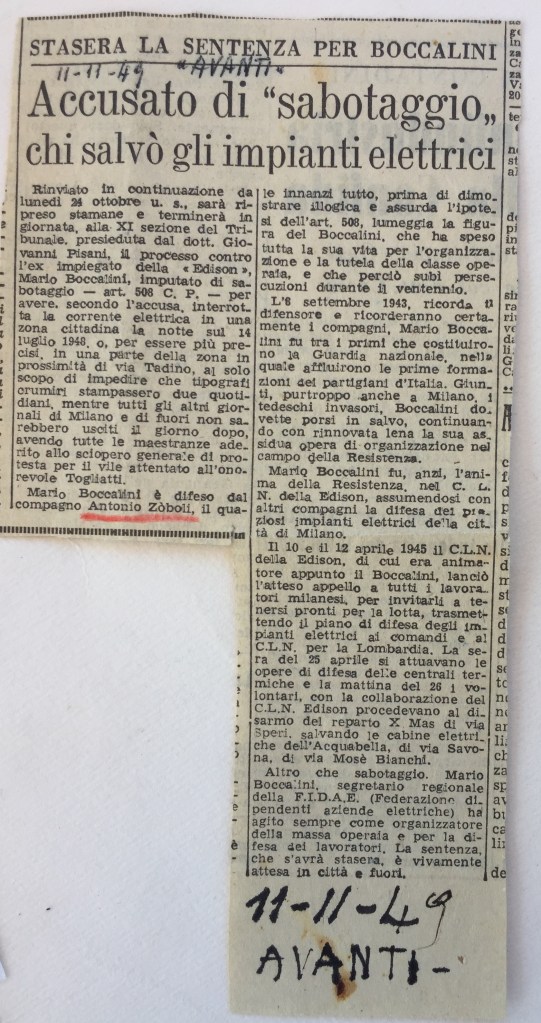 STASERA LA SENTENZA PER BOCCALINI
11-11-49 "AVANTI"
Accusato di "sabotaggio„
chi salvò gli impianti elettrici
Rinviato in continuazione da
lunedi 24 ottobre u. s., sarà ri-
preso stamane e terminerà in
giornata, alla XI sezione del Tri-
bunale, presieduta dal dott. Gio-
vanni Pisani, il processo contro
l'ex impiegato della «Edison»,
Mario Boccalini, imputato di sa-
botaggio — art. 508 C. P. — per
avere, secondo l'accusa, interrot-
ta la corrente elettrica in una
zona cittadina la notte sul 14
luglio 1948, o, per essere più pre-
cisi, in una parte della zona in
prossimità di via Tadino, al solo
scopo di impedire che tipografi
crumiri stampassero due quoti-
diani, mentre tutti gli altri gior-
nali di Milano e di fuori non sa-
rebbero usciti il giorno dopo,
avendo tutte le maestranze ade-
rito allo sciopero generale di pro-
testa per il vile attentato all'ono-
revole Togliatti.
Mario Boccalini è difeso dal
compagno Antonio Zòboli, il qua-
le innanzi tutto, prima di dimo-
strare illogica e assurda l'ipote-
si dell'art. 508, lumeggia la figu-
ra del Boccalini, che ha speso
tutta la sua vita per l'organizza-
zione e la tutela della classe ope-
raia, e che perciò subì perse-
cuzioni durante il ventennio.
L'8 settembre 1943, ricorda il
difensore e ricorderanno certa-
mente i compagni, Mario Bocca-
lini fu tra i primi che costituiro-
no la Guardia nazionale, nella
quale affluirono le prime forma-
zioni dei partigiani d'Italia. Giun-
ti, purtroppo anche a Milano, i
tedeschi invasori, Boccalini do-
vette porsi in salvo, continuan-
do con rinnovata lena la sua as-
sidua opera di organizzatore nel
campo della Resistenza.
Mario Boccalini fu, anzi, l'ani-
ma della Resistenza, nel C. L.
N. della Edison, assumendosi con
altri compagni la difesa dei pre-
ziosi impianti elettrici della cit-
tà di Milano.
Il 10 e il 12 aprile 1945 il C.L.N.
della Edison, di cui era anima-
tore appunto il Boccalini, lanciò
l'atteso appello a tutti i lavora-
tori milanesi, per invitarli a te-
nersi pronti per la lotta, trasmet-
tendo il piano di difesa degli im-
pianti elettrici ai comandi e al
C.L.N. per la Lombardia. La se-
ra del 25 aprile si attuavano le
opere di difesa delle centrali ter-
miche e la mattina del 26 i vo-
lontari, con la collaborazione del
C.L.N. Edison procedevano al di-
sarmo del reparto X Mas di via
Speri. salvando le cabine elettri-
che dell'Acquabella, di via Savo-
na, di via Mosè Bianchi.
Altro che sabotaggio. Mario
Boccalini, segretario regionale
della F.I.D.A.E. (Federazione di-
pendenti aziende elettriche) ha
agito sempre come organizzatore
della massa operaia e per la di-
fesa dei lavoratori. La sentenza,
che s'avrà stasera, è vivamente
attesa in città e fuori.
11-11-49
AVANTI-